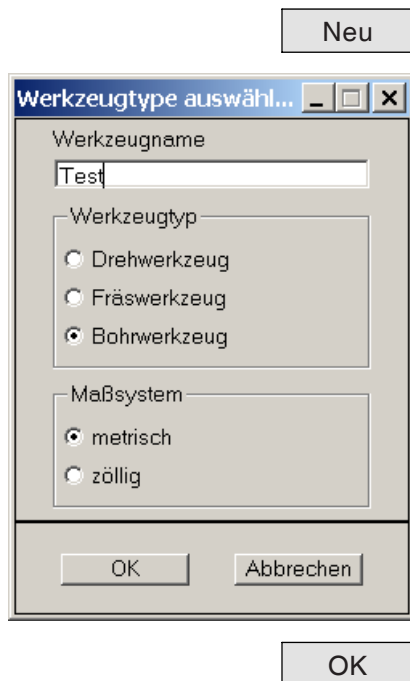 Neu
Werkzeugtype auswähl...
Werkzeugname
Test
Werkzeugtyp
Drehwerkzeug
Fräswerkzeug
Bohrwerkzeug
Maßsystem
metrisch
zöllig
OK Abbrechen
OK